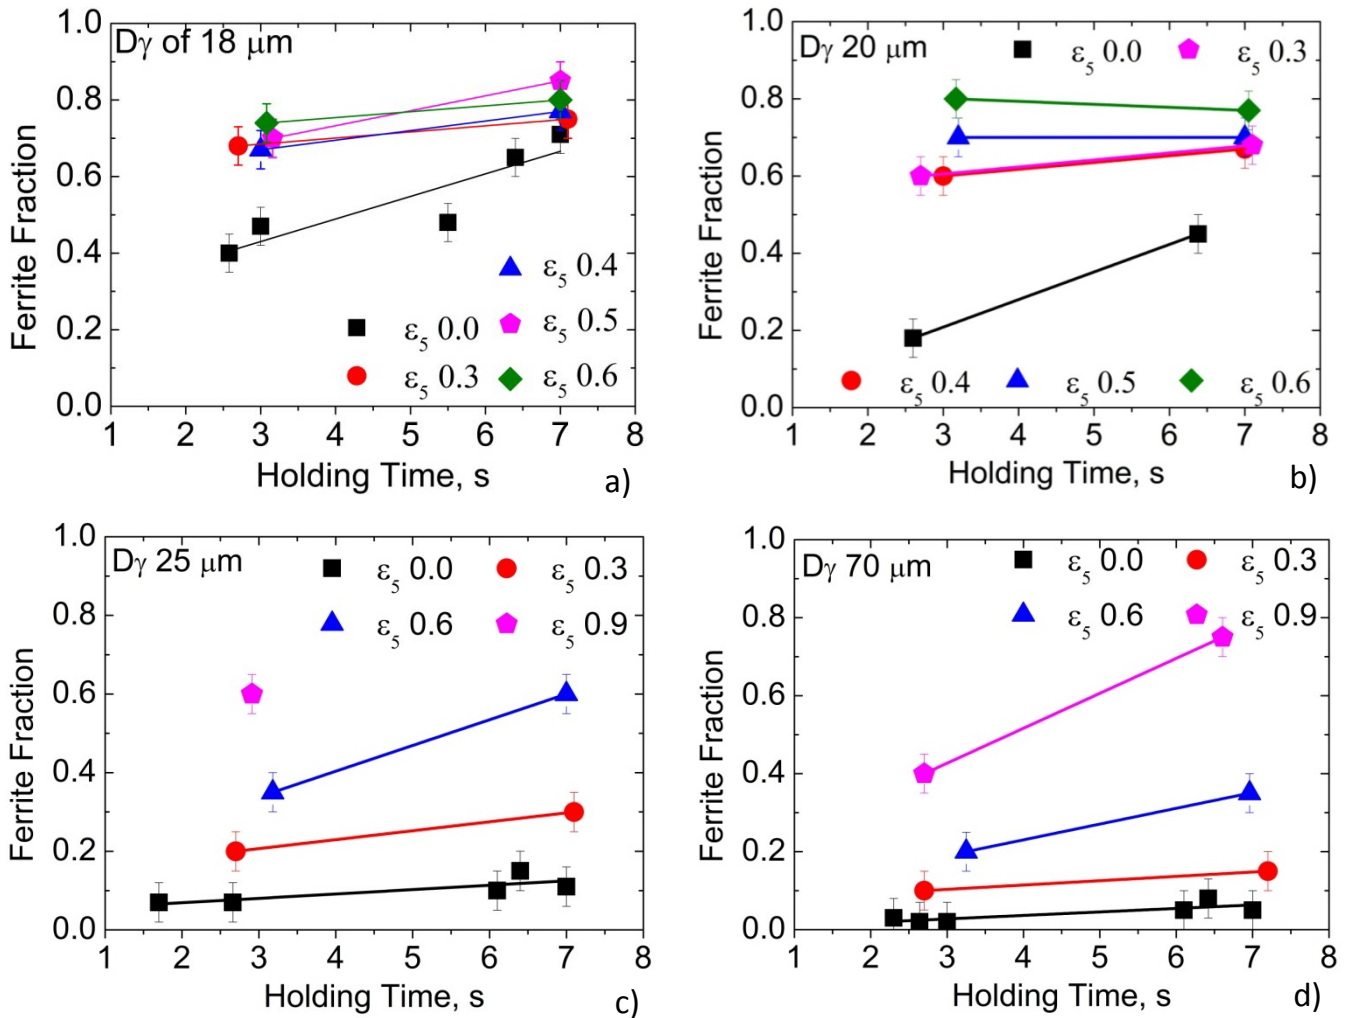 Dγ of 18 μm
1.0
0.8
0.6
0.4
0.2
0.0
Ferrite Fraction
ε5 0.4
ε5 0.0
ε5 0.5
ε5 0.3
ε5 0.6
1 2 3 4 5 6 7 8
Holding Time, s
a)
Dγ 20 μm
ε5 0.0
ε5 0.3
1.0
0.8
0.6
0.4
0.2
0.0
Ferrite Fraction
ε5 0.4
ε5 0.5
ε5 0.6
1 2 3 4 5 6 7 8
Holding Time, s
b)
Dγ 25 μm
ε5 0.0
ε5 0.3
ε5 0.6
ε5 0.9
1.0
0.8
0.6
0.4
0.2
0.0
Ferrite Fraction
1 2 3 4 5 6 7 8
Holding Time, s
c)
Dγ 70 μm
ε5 0.0
ε5 0.3
ε5 0.6
ε5 0.9
1.0
0.8
0.6
0.4
0.2
0.0
Ferrite Fraction
1 2 3 4 5 6 7 8
Holding Time, s
d)